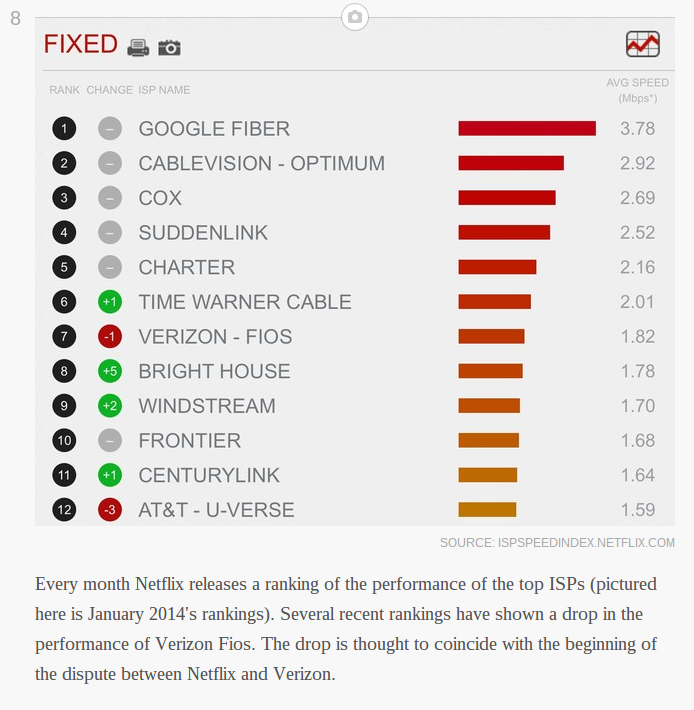 8
FIXED
RANK CHANGE ISP NAME AVG SPEED
(Mbps*)
1 – GOOGLE FIBER 3.78
2 – CABLEVISION - OPTIMUM 2.92
3 – COX 2.69
4 – SUDDENLINK 2.52
5 – CHARTER 2.16
6 +1 TIME WARNER CABLE 2.01
7 -1 VERIZON - FIOS 1.82
8 +5 BRIGHT HOUSE 1.78
9 +2 WINDSTREAM 1.70
10 – FRONTIER 1.68
11 +1 CENTURYLINK 1.64
12 -3 AT&T - U-VERSE 1.59
SOURCE: ISPSPEEDINDEX.NETFLIX.COM
Every month Netflix releases a ranking of the performance of the top ISPs (pictured
here is January 2014's rankings). Several recent rankings have shown a drop in the
performance of Verizon Fios. The drop is thought to coincide with the beginning of
the dispute between Netflix and Verizon.